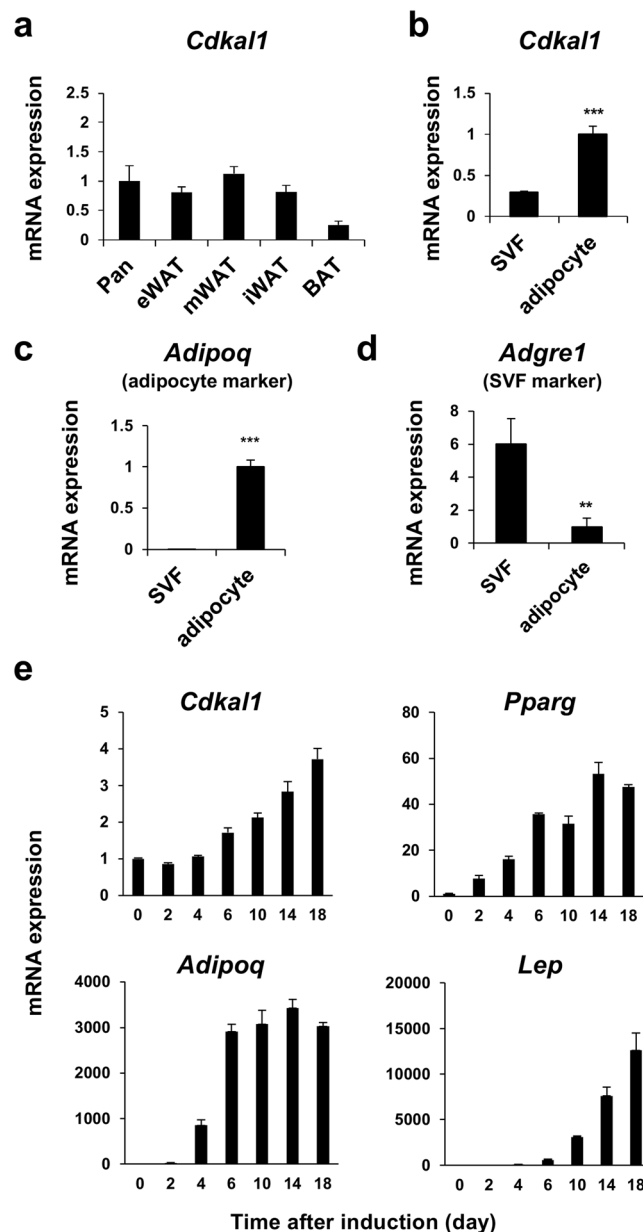 a
Cdkal1
mRNA expression
2.5
2
1.5
1
0.5
0
Pan
eWAT
mWAT
iWAT
BAT
b
Cdkal1
mRNA expression
1.5
1
0.5
0
***
SVF
adipocyte
c
Adipoq
(adipocyte marker)
mRNA expression
1.5
1
0.5
0
***
SVF
adipocyte
d
Adgre1
(SVF marker)
mRNA expression
8
6
4
2
0
**
SVF
adipocyte
e
mRNA expression
Cdkal1
5
4
3
2
1
0
0 2 4 6 10 14 18
Pparg
80
60
40
20
0
0 2 4 6 10 14 18
Adipoq
4000
3000
2000
1000
0
0 2 4 6 10 14 18
Lep
20000
15000
10000
5000
0
0 2 4 6 10 14 18
Time after induction (day)